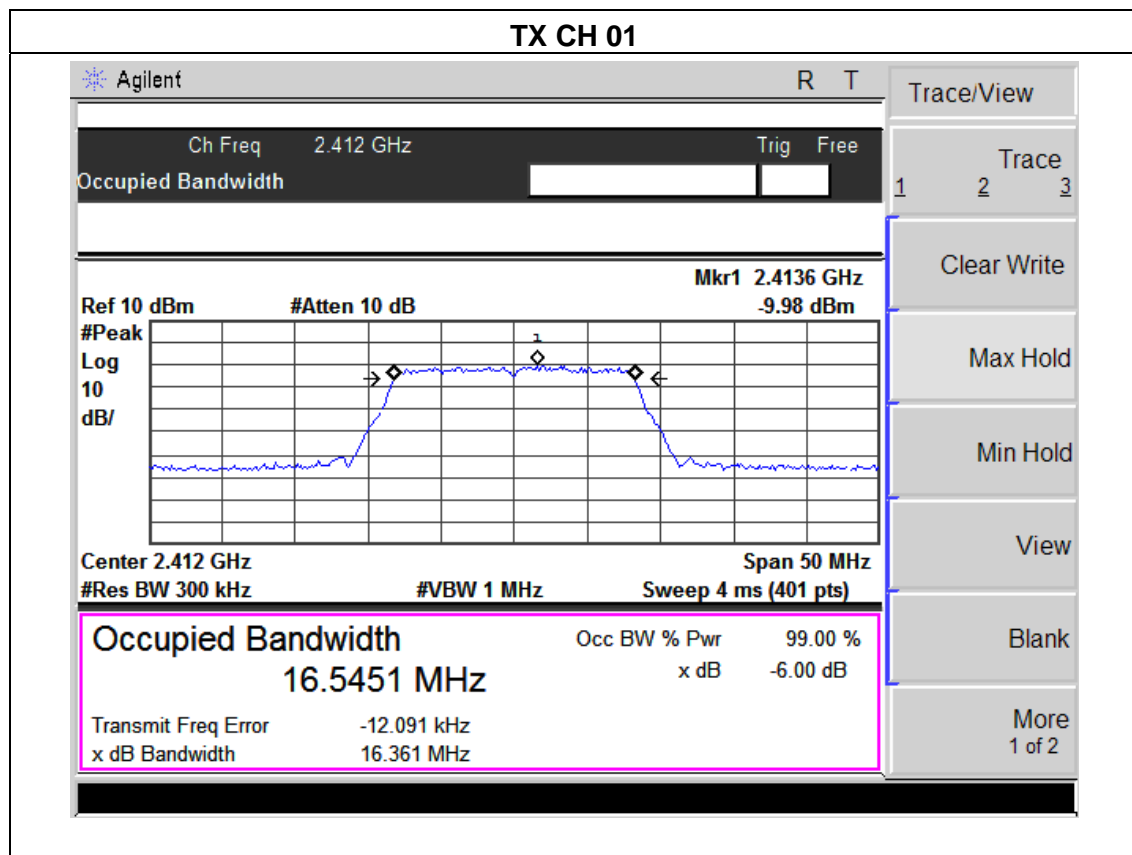 TX CH 01
Agilent R T
Ch Freq 2.412 GHz Trig Free
Occupied Bandwidth
Mkr1 2.4136 GHz
Ref 10 dBm #Atten 10 dB -9.98 dBm
#Peak
Log
10
dB/
1
Center 2.412 GHz Span 50 MHz
#Res BW 300 kHz #VBW 1 MHz Sweep 4 ms (401 pts)
Occupied Bandwidth Occ BW % Pwr 99.00 %
16.5451 MHz x dB -6.00 dB
Transmit Freq Error -12.091 kHz
x dB Bandwidth 16.361 MHz
Trace/View
Trace
1 2 3
Clear Write
Max Hold
Min Hold
View
Blank
More
1 of 2